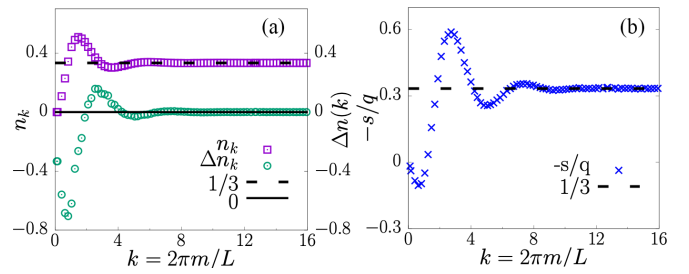 (a)
0.4
0
−0.4
−0.8
n_k
n_k
Δn_k
1/3
0
0
4
8
12
16
k = 2πm/L
0.4
0
−0.4
−0.8
Δn(k)
(b)
0.6
0.3
0
−0.3
−s/q
-s/q
1/3
0
4
8
12
16
k = 2πm/L